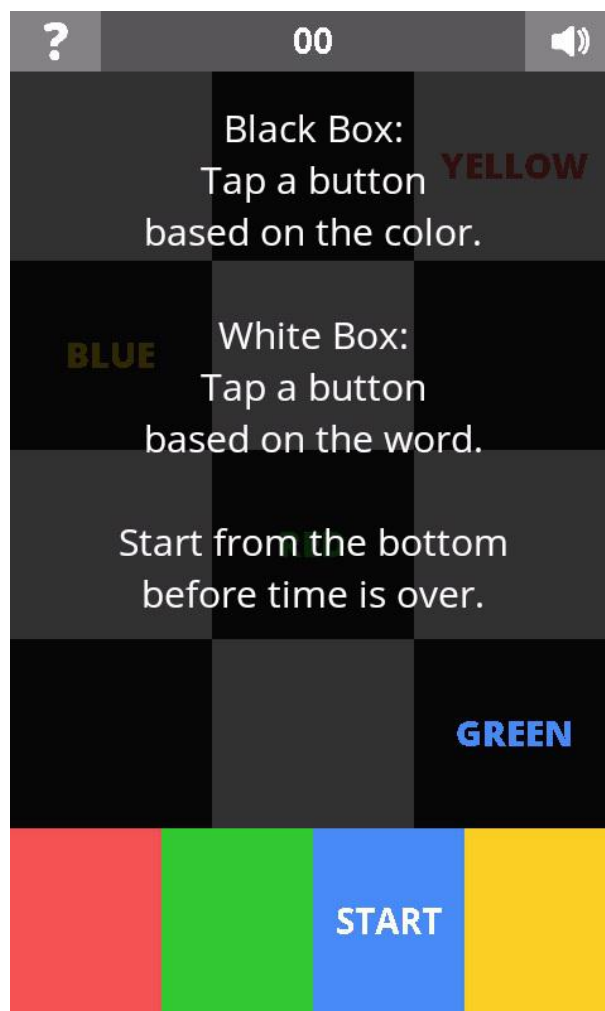 ?
00
Black Box:
YELLOW
Tap a button
based on the color.
White Box:
BLUE
Tap a button
based on the word.
RED
Start from the bottom
before time is over.
GREEN
START